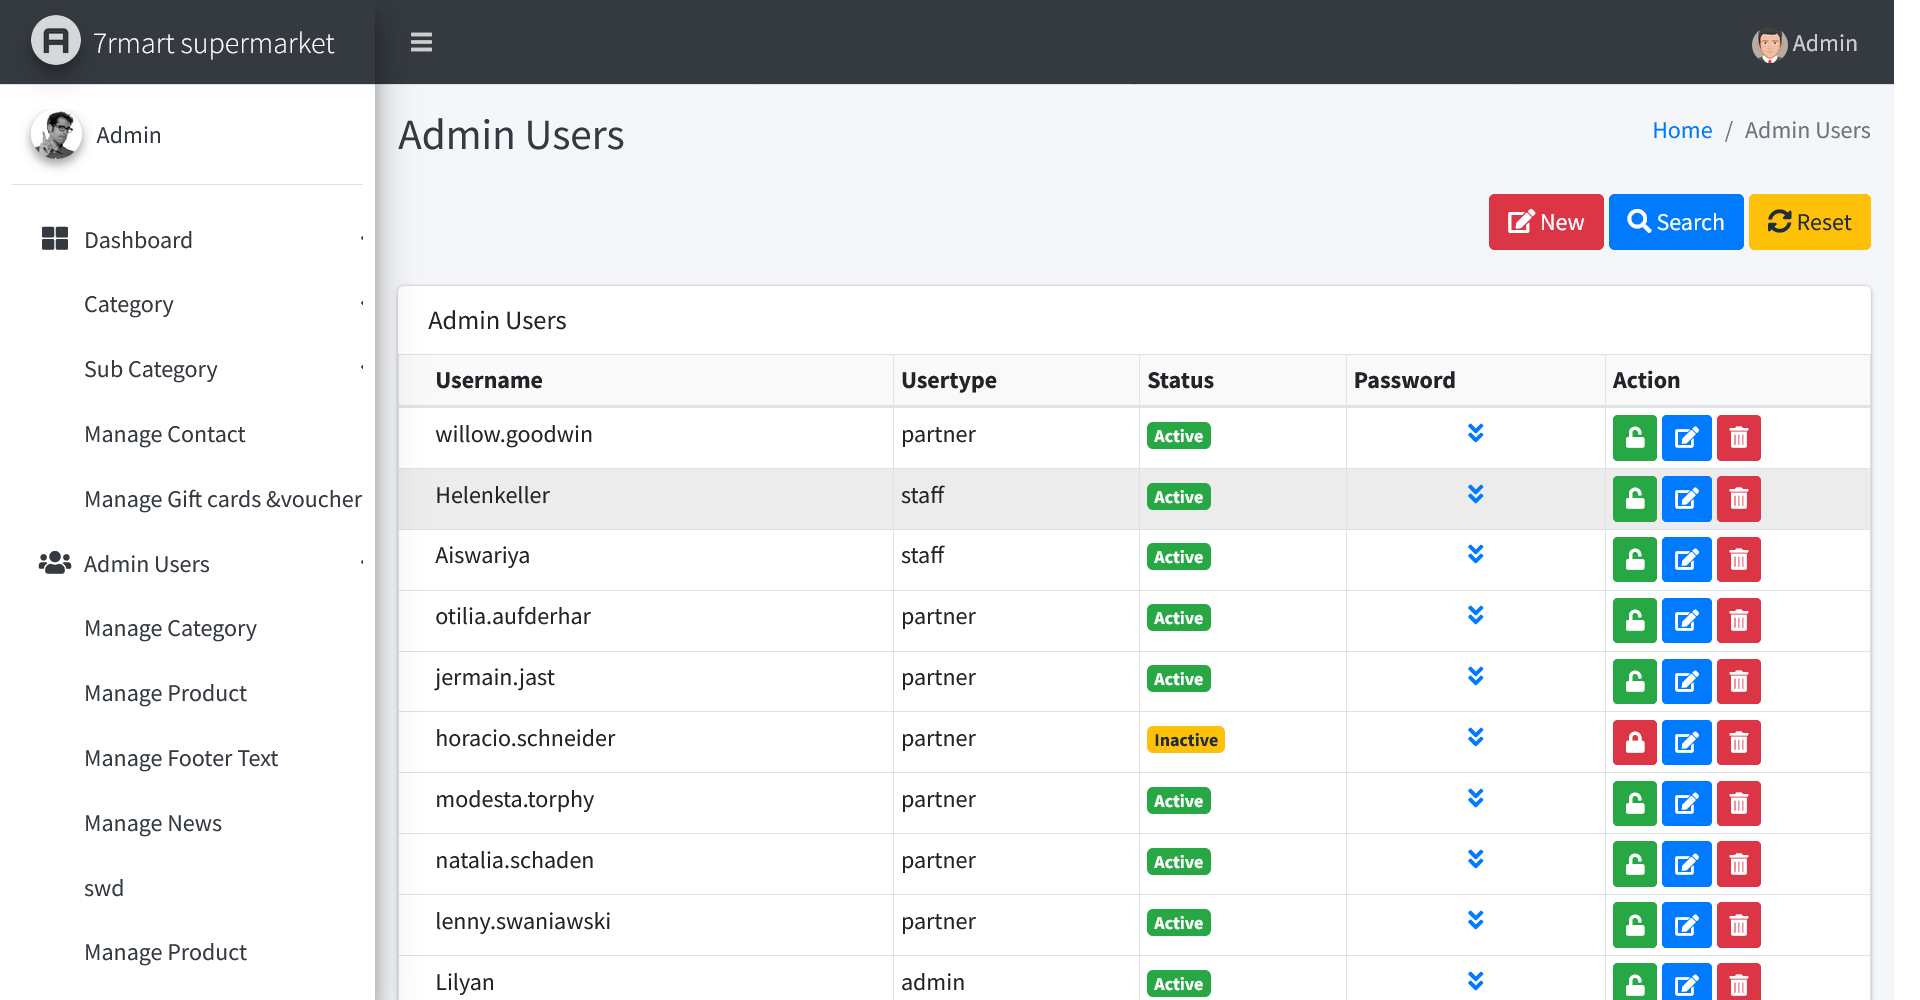 7rmart supermarket
Admin
Admin
Admin Users
Home / Admin Users
New Search Reset
Dashboard
Category
Sub Category
Manage Contact
Manage Gift cards &voucher
Admin Users
Manage Category
Manage Product
Manage Footer Text
Manage News
swd
Manage Product
Admin Users
Username Usertype Status Password Action
willow.goodwin partner Active
Helenkeller staff Active
Aiswariya staff Active
otilia.aufderhar partner Active
jermain.jast partner Active
horacio.schneider partner Inactive
modesta.torphy partner Active
natalia.schaden partner Active
lenny.swaniawski partner Active
Lilyan admin Active